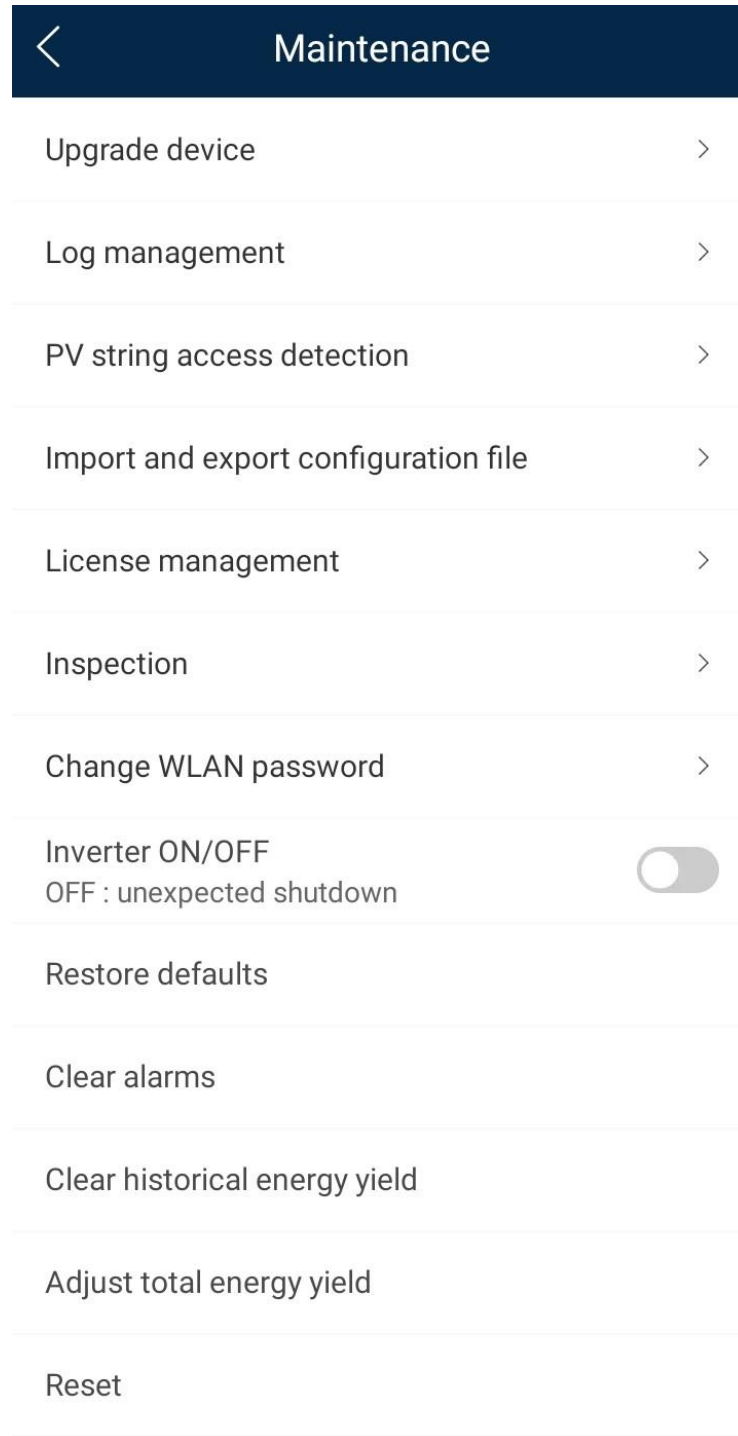 Maintenance
Upgrade device
Log management
PV string access detection
Import and export configuration file
License management
Inspection
Change WLAN password
Inverter ON/OFF
OFF : unexpected shutdown
Restore defaults
Clear alarms
Clear historical energy yield
Adjust total energy yield
Reset